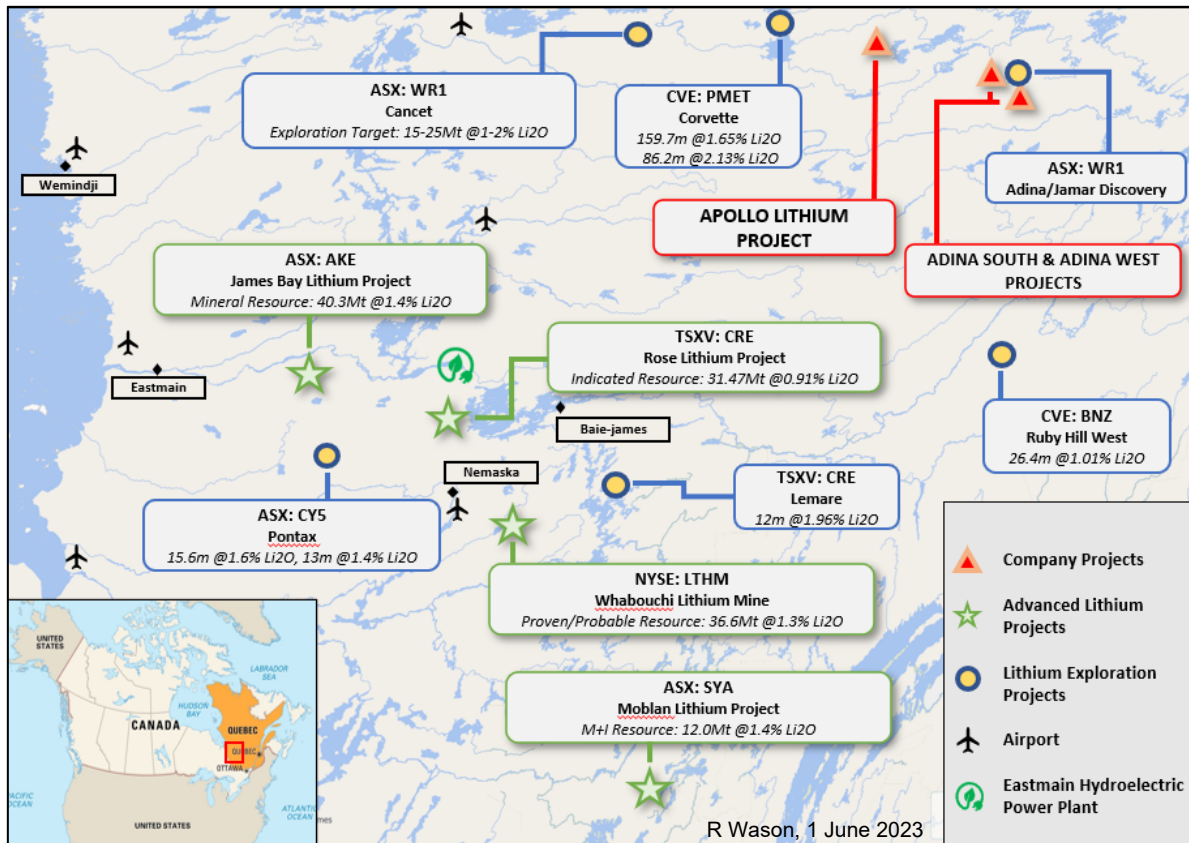 ASX: WR1
Cancet
Exploration Target: 15-25Mt @1-2% Li2O
CVE: PMET
Corvette
159.7m @1.65% Li2O
86.2m @2.13% Li2O
ASX: WR1
Adina/Jamar Discovery
Wemindji
APOLLO LITHIUM
PROJECT
ADINA SOUTH & ADINA WEST
PROJECTS
ASX: AKE
James Bay Lithium Project
Mineral Resource: 40.3Mt @1.4% Li2O
TSXV: CRE
Rose Lithium Project
Indicated Resource: 31.47Mt @0.91% Li2O
Eastmain
Baie-james
CVE: BNZ
Ruby Hill West
26.4m @1.01% Li2O
Nemaska
TSXV: CRE
Lemare
12m @1.96% Li2O
ASX: CY5
Pontax
15.6m @1.6% Li2O, 13m @1.4% Li2O
NYSE: LTHM
Whabouchi Lithium Mine
Proven/Probable Resource: 36.6Mt @1.3% Li2O
ASX: SYA
Moblan Lithium Project
M+I Resource: 12.0Mt @1.4% Li2O
Company Projects
Advanced Lithium
Projects
Lithium Exploration
Projects
Airport
Eastmain Hydroelectric
Power Plant
UNITED
STATES
LABRADOR
SEA
HUDSON
BAY
CANADA
QUEBEC
QUEBEC
OTTAWA
PACIFIC
OCEAN
ATLANTIC
OCEAN
UNITED STATES
R Wason, 1 June 2023